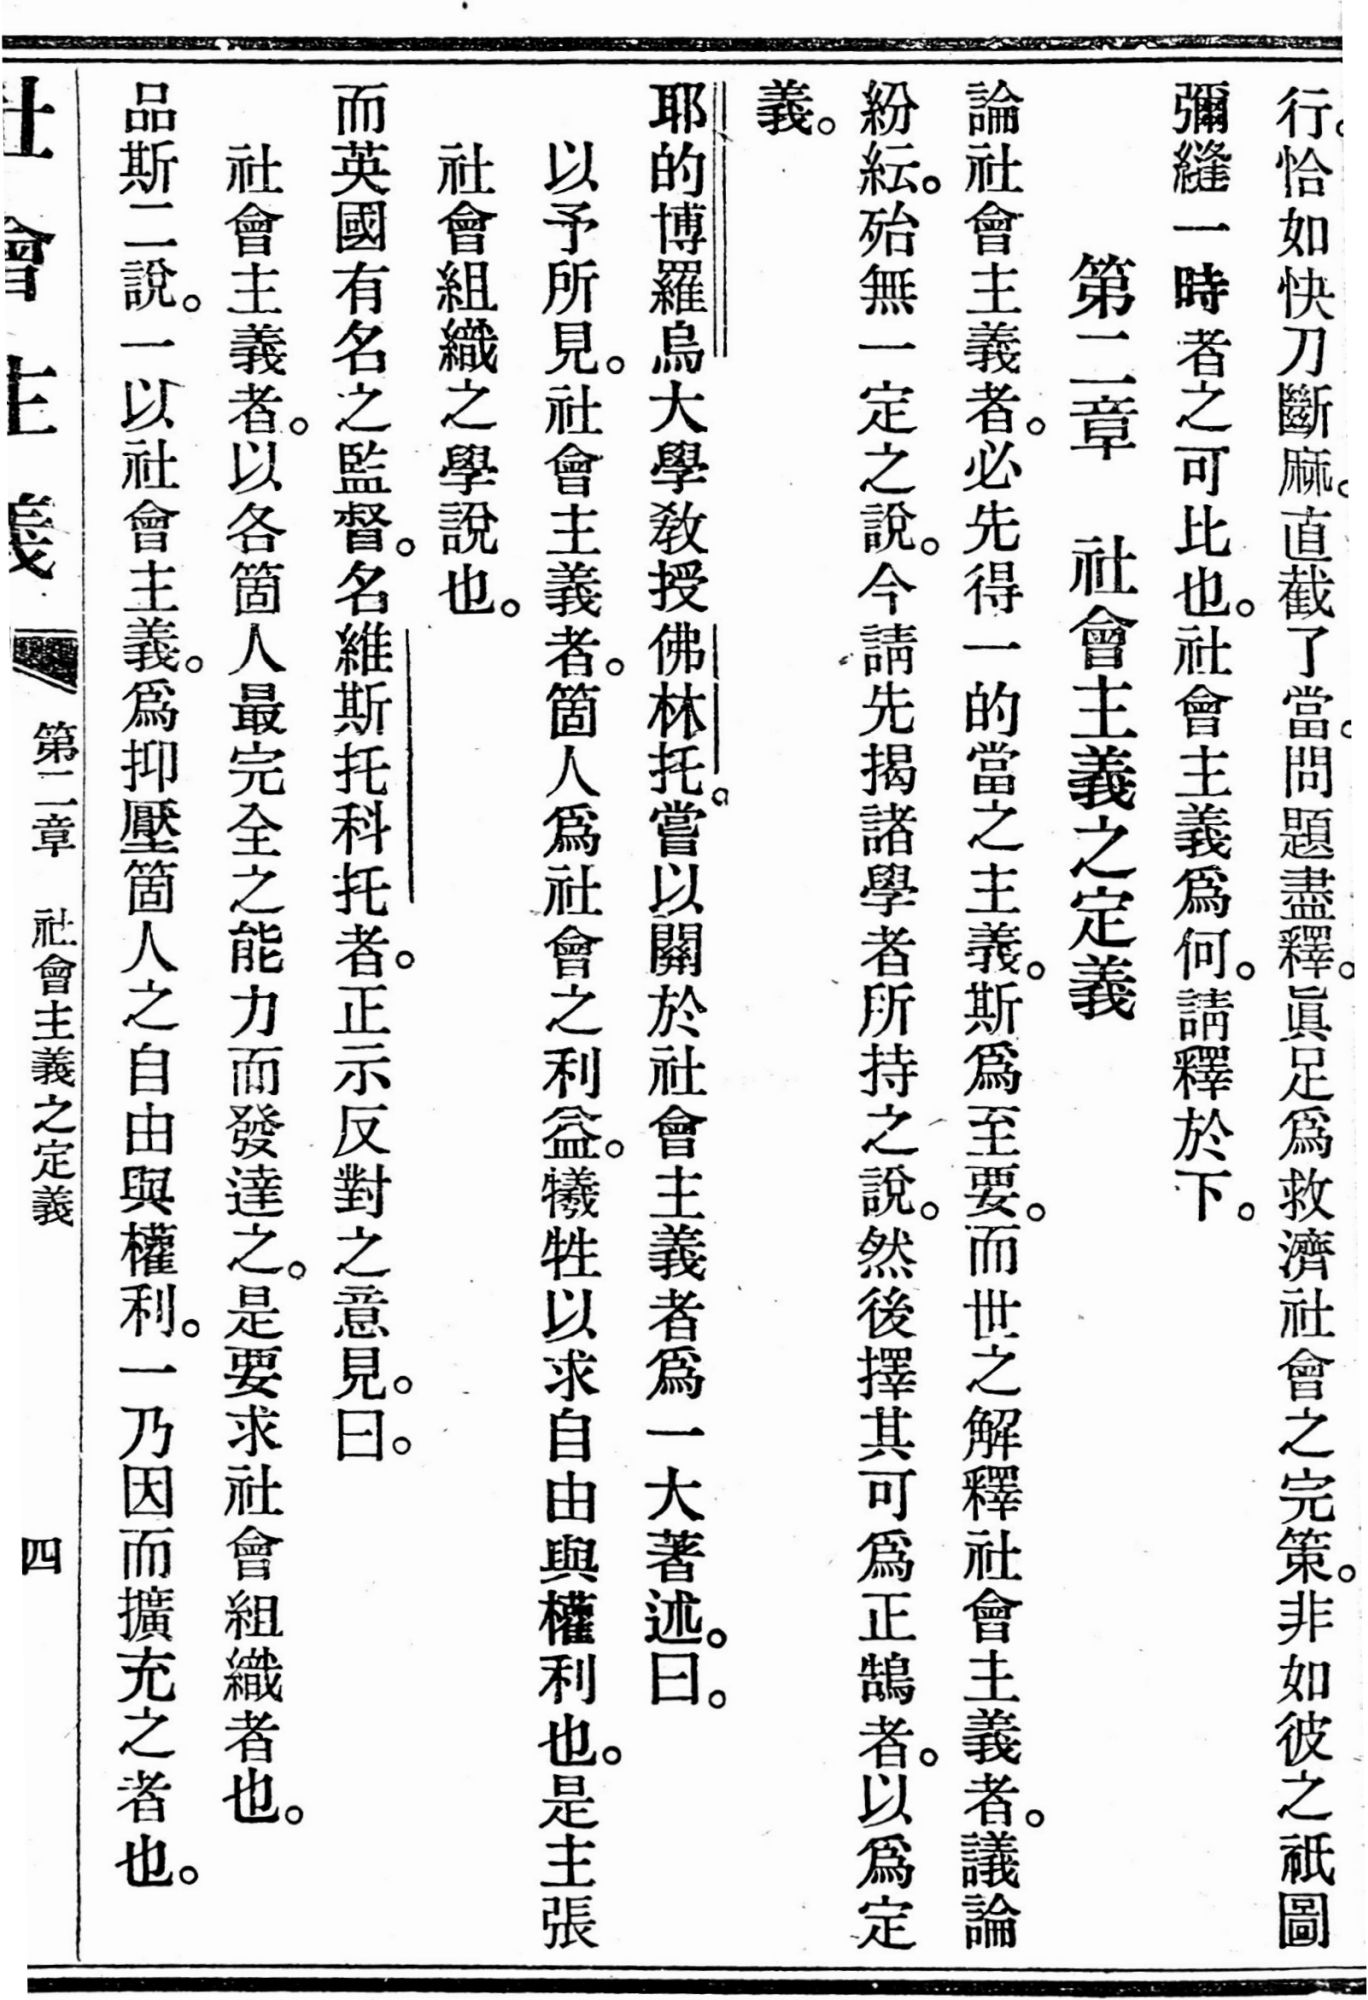 行。恰如快刀斷麻。直截了當。問題盡釋。眞足爲救濟社會之完策。非如彼之祇圖
彌縫一時者之可比也。社會主義爲何。請釋於下。
第二章　社會主義之定義
論社會主義者。必先得一的當之主義。斯爲至要。而世之解釋社會主義者。議論
紛紜。殆無一定之說。今請先揭諸學者所持之說。然後擇其可爲正鵠者。以爲定
義。
耶的博羅烏大學敎授佛林托。嘗以關於社會主義者爲一大著述。曰。
以予所見。社會主義者。箇人爲社會之利益。犧牲以求自由與權利也。是主張
社會組織之學說也。
而英國有名之監督。名維斯托科托者。正示反對之意見。曰。
社會主義者。以各箇人最完全之能力而發達之。是要求社會組織者也。
品斯二說。一以社會主義。爲抑壓箇人之自由與權利。一乃因而擴充之者也。
社會主義
第二章　社會主義之定義
四